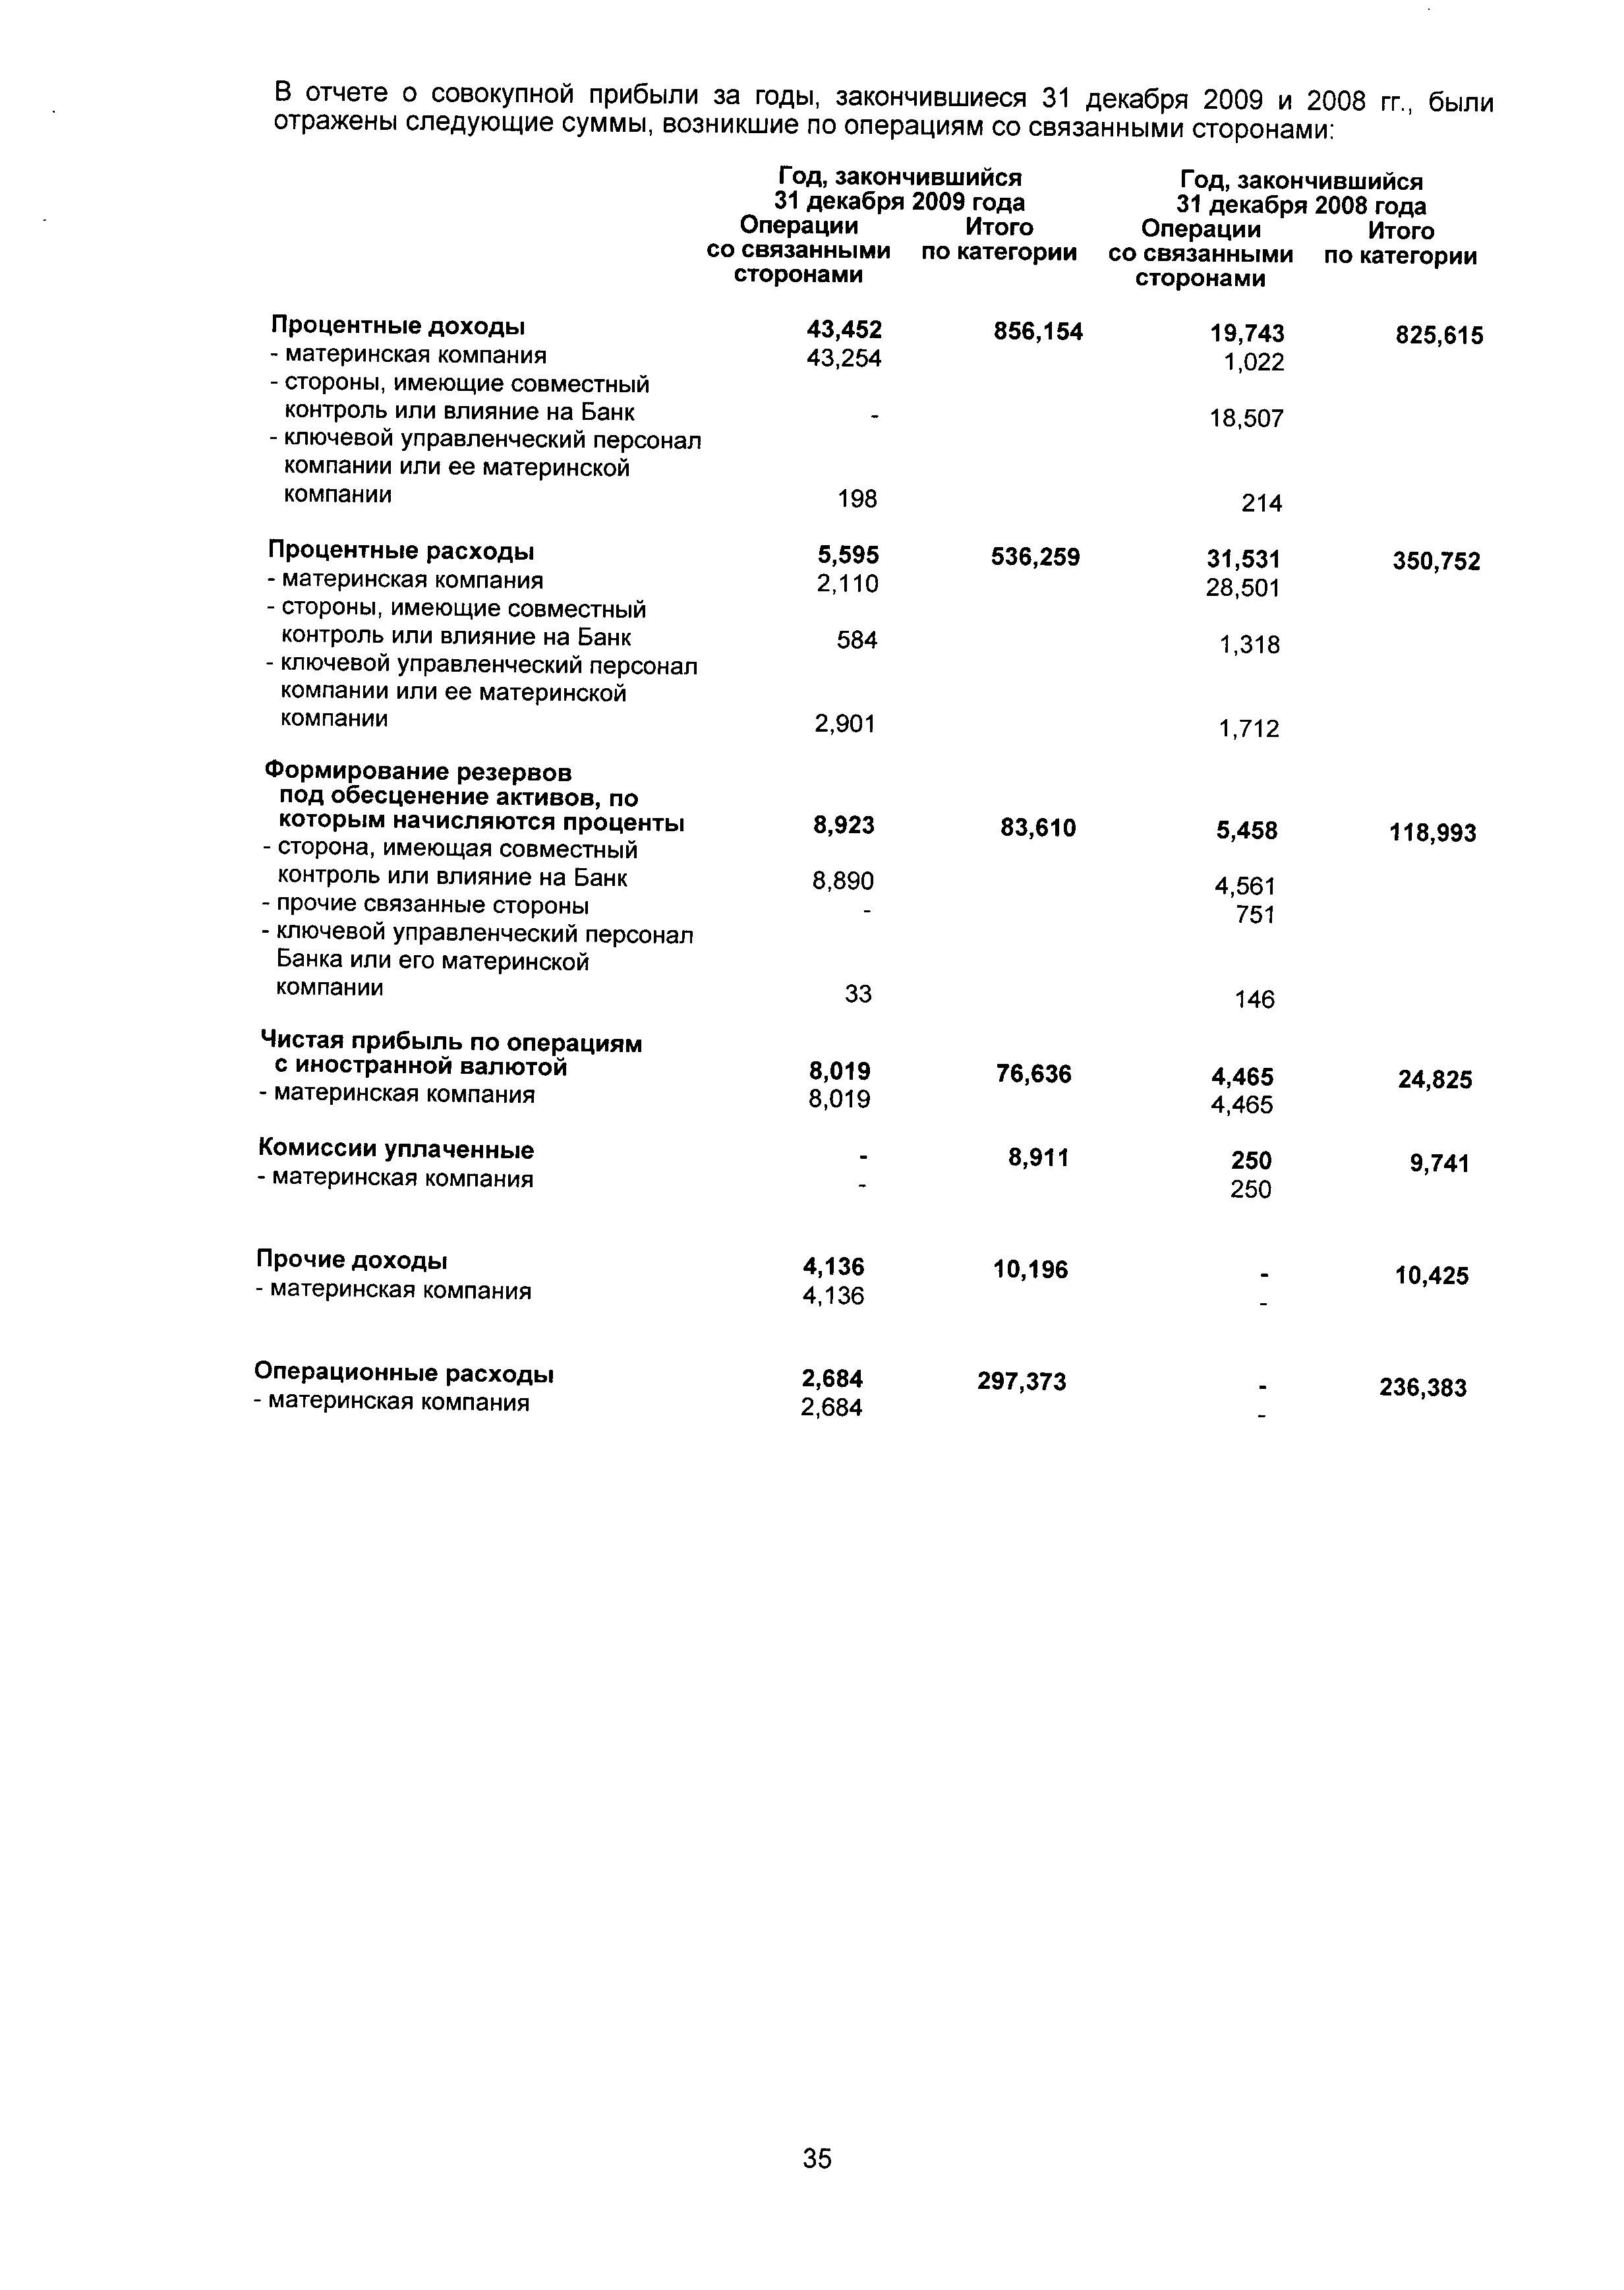 В отчете о совокупной прибыли за годы, закончившиеся 31 декабря 2009 и 2008 гг., были
отражены следующие суммы, возникшие по операциям со связанными сторонами:
Год, закончившийся Год, закончившийся
31 декабря 2009 года 31 декабря 2008 года
Операции Итого Операции Итого
со связанными по категории со связанными по категории
сторонами сторонами
Процентные доходы 43,452 856,154 19,743 825,615
- материнская компания 43,254 1,022
- стороны, имеющие совместный
контроль или влияние на Банк - 18,507
- ключевой управленческий персонал
компании или ее материнской
компании 198 214
Процентные расходы 5,595 536,259 31,531 350,752
- материнская компания 2,110 28,501
- стороны, имеющие совместный
контроль или влияние на Банк 584 1,318
- ключевой управленческий персонал
компании или ее материнской
компании 2,901 1,712
Формирование резервов
под обесценение активов, по
которым начисляются проценты 8,923 83,610 5,458 118,993
- сторона, имеющая совместный
контроль или влияние на Банк 8,890 4,561
- прочие связанные стороны - 751
- ключевой управленческий персонал
Банка или его материнской
компании 33 146
Чистая прибыль по операциям
с иностранной валютой 8,019 76,636 4,465 24,825
- материнская компания 8,019 4,465
Комиссии уплаченные - 8,911 250 9,741
- материнская компания - 250
Прочие доходы 4,136 10,196 - 10,425
- материнская компания 4,136 -
Операционные расходы 2,684 297,373 - 236,383
- материнская компания 2,684 -
35